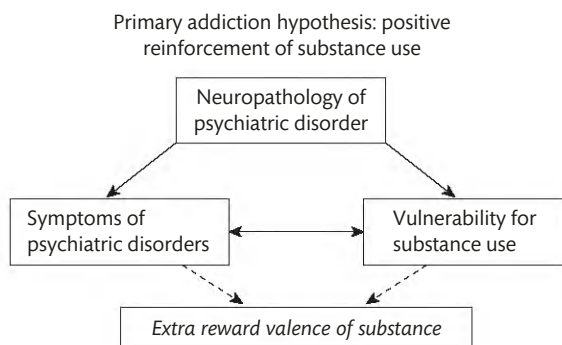 Primary addiction hypothesis: positive
reinforcement of substance use
Neuropathology of
psychiatric disorder
Symptoms of
psychiatric disorders
Vulnerability for
substance use
Extra reward valence of substance